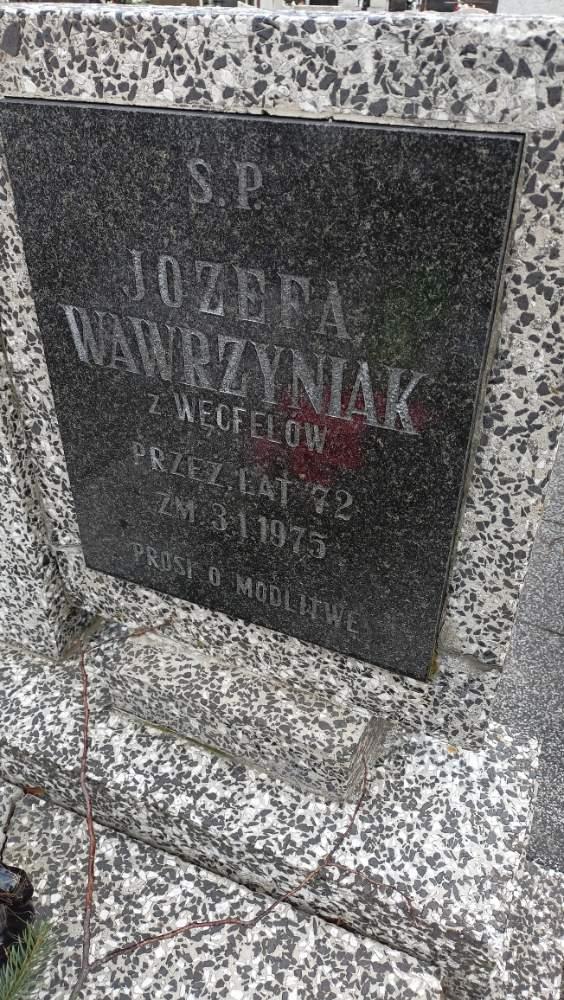 Ś.P.
JÓZEFA
WAWRZYNIAK
Z WĘGFELÓW
PRZEŻ. LAT 72
ZM. 3.1.1975
PROSI O MODLITWĘ